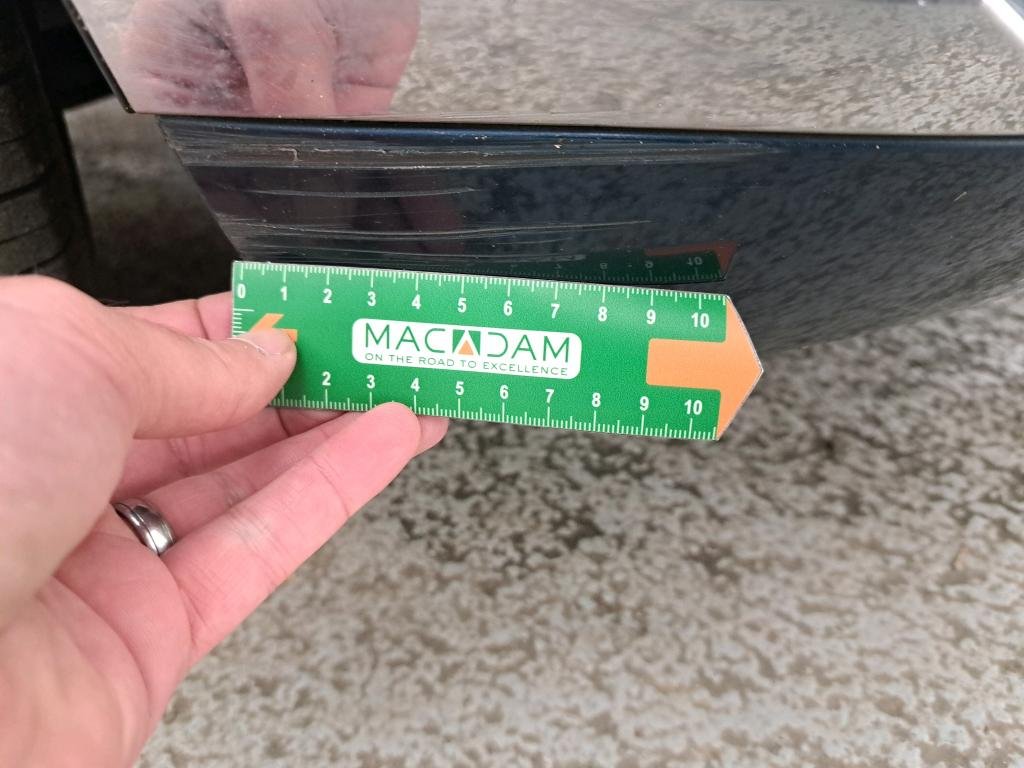 0 1 2 3 4 5 6 7 8 9 10
MACADAM
ON THE ROAD TO EXCELLENCE
2 3 4 5 6 7 8 9 10